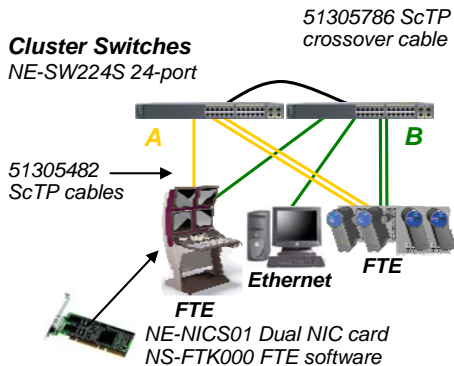 51305786 ScTP
crossover cable
Cluster Switches
NE-SW224S 24-port
A
B
51305482
ScTP cables
Ethernet
FTE
FTE
NE-NICS01 Dual NIC card
NS-FTK000 FTE software